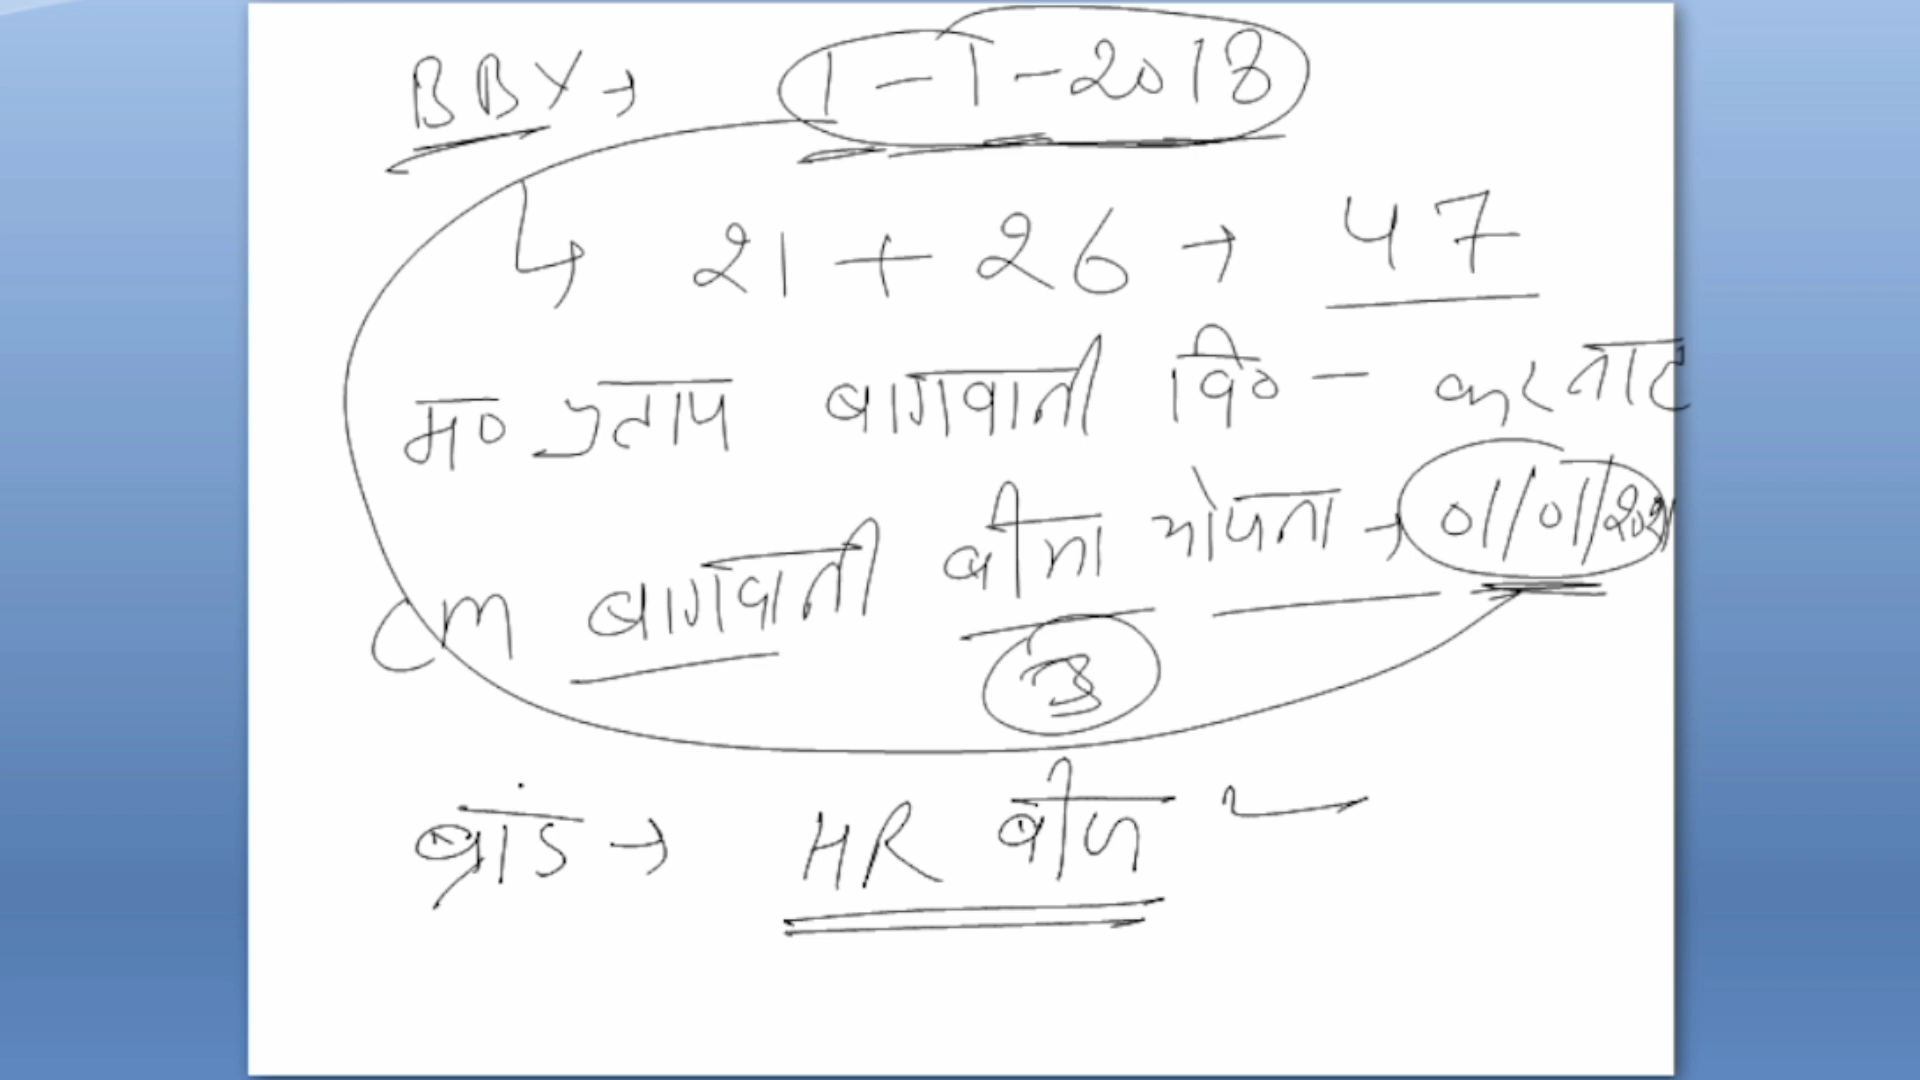 BBY → 1-1-2018
↳ 21 + 26 → 47
म० प्रताप बागवानी वि० - करनाल
CM बागवानी बीमा योजना → 01/01/2021
3
ब्रांड → HR बीज